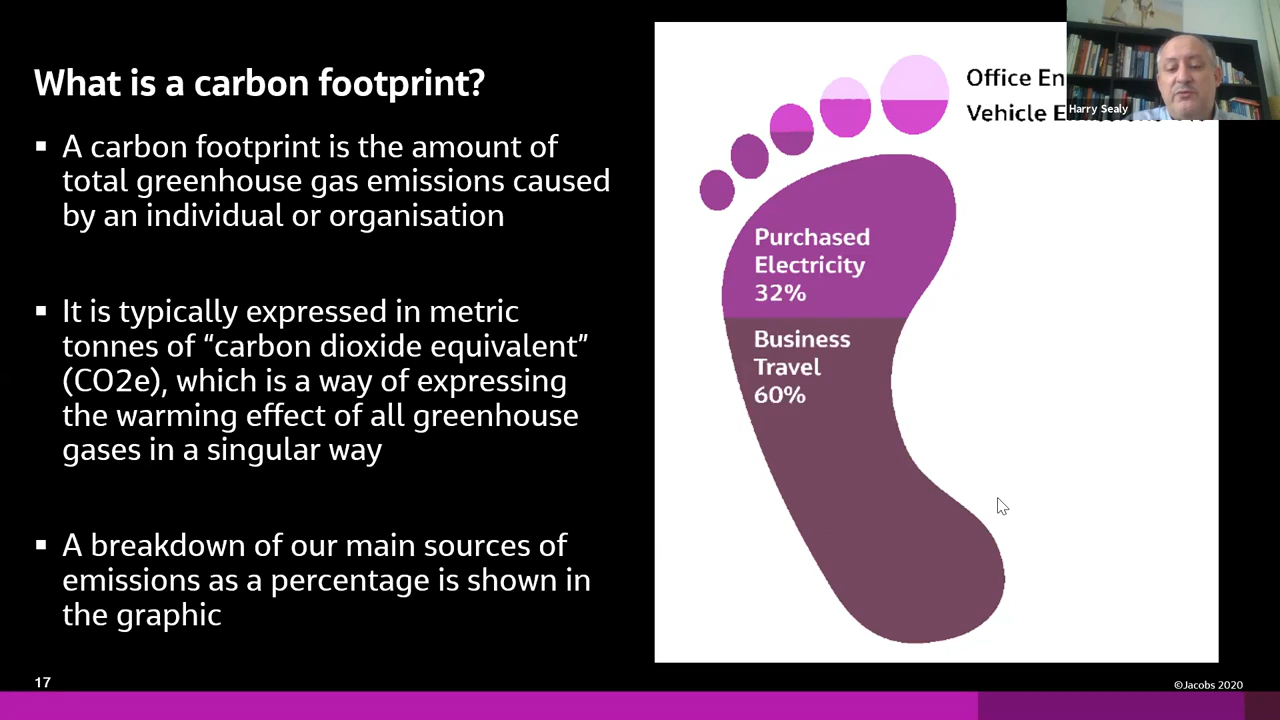 What is a carbon footprint?
▪ A carbon footprint is the amount of
total greenhouse gas emissions caused
by an individual or organisation
▪ It is typically expressed in metric
tonnes of “carbon dioxide equivalent”
(CO2e), which is a way of expressing
the warming effect of all greenhouse
gases in a singular way
▪ A breakdown of our main sources of
emissions as a percentage is shown in
the graphic
Office
Vehicle
Harry Sealy
Purchased
Electricity
32%
Business
Travel
60%
17
©Jacobs 2020